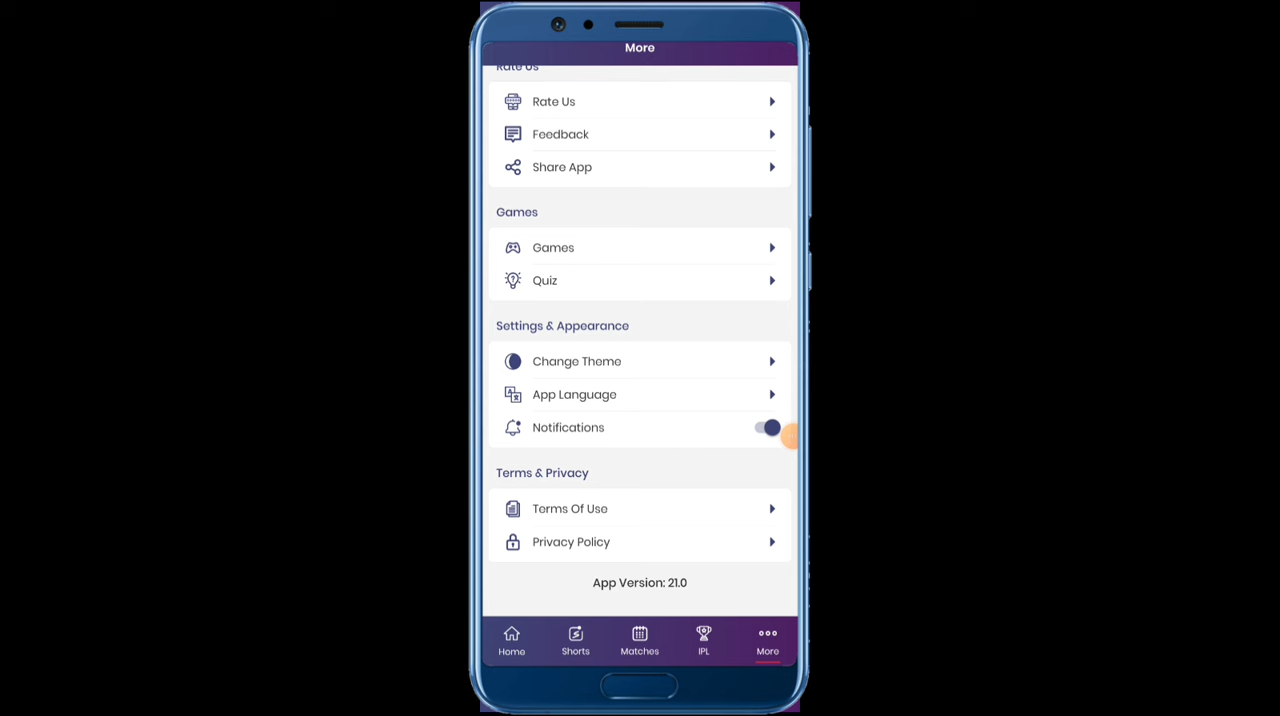 More
Rate Us
Rate Us
Feedback
Share App
Games
Games
Quiz
Settings & Appearance
Change Theme
App Language
Notifications
Terms & Privacy
Terms Of Use
Privacy Policy
App Version: 21.0
Home
Shorts
Matches
IPL
More